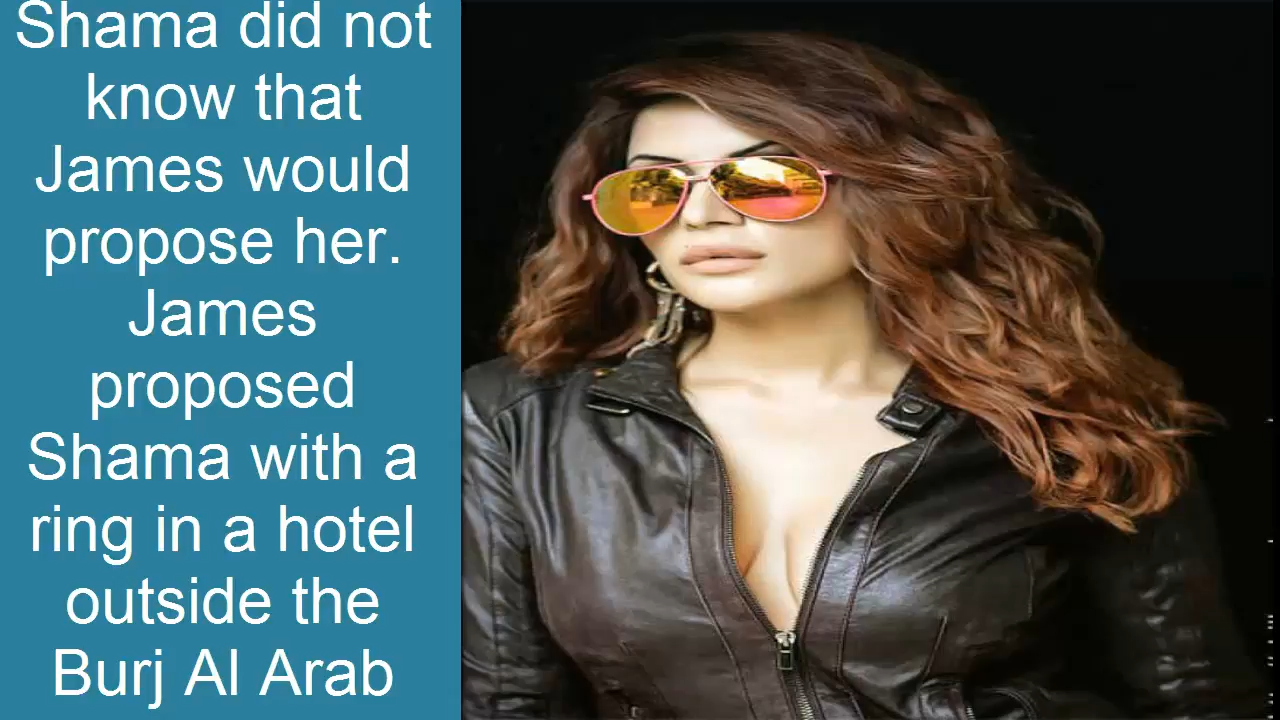 Shama did not
know that
James would
propose her.
James
proposed
Shama with a
ring in a hotel
outside the
Burj Al Arab